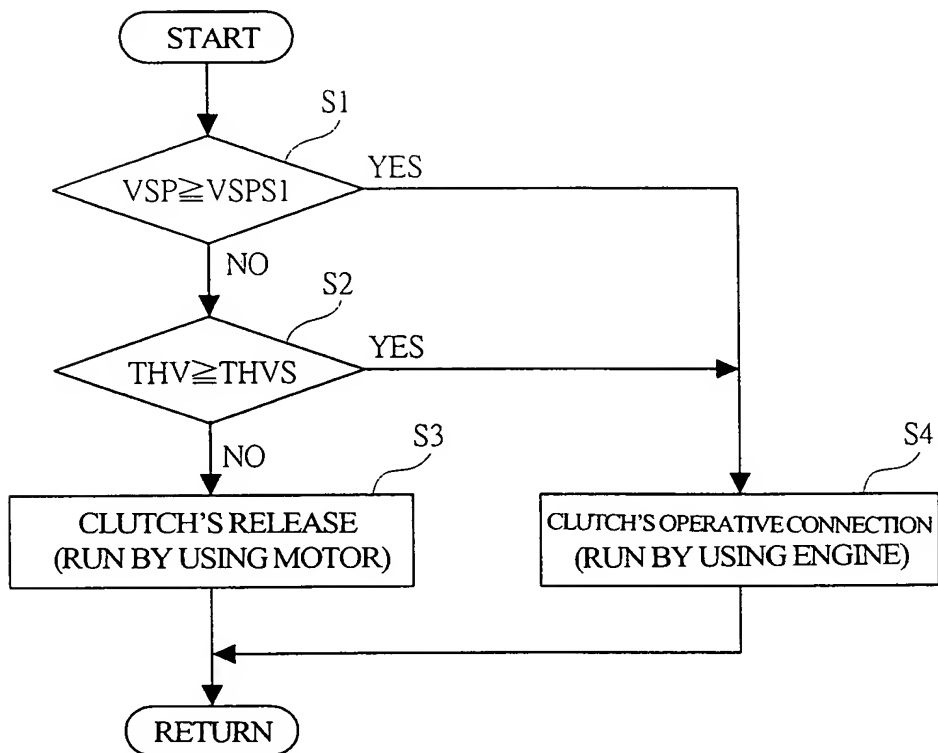 START
S1
VSP≧VSPS1
YES
NO
S2
THV≧THVS
YES
NO
S3
CLUTCH'S RELEASE
(RUN BY USING MOTOR)
S4
CLUTCH'S OPERATIVE CONNECTION
(RUN BY USING ENGINE)
RETURN